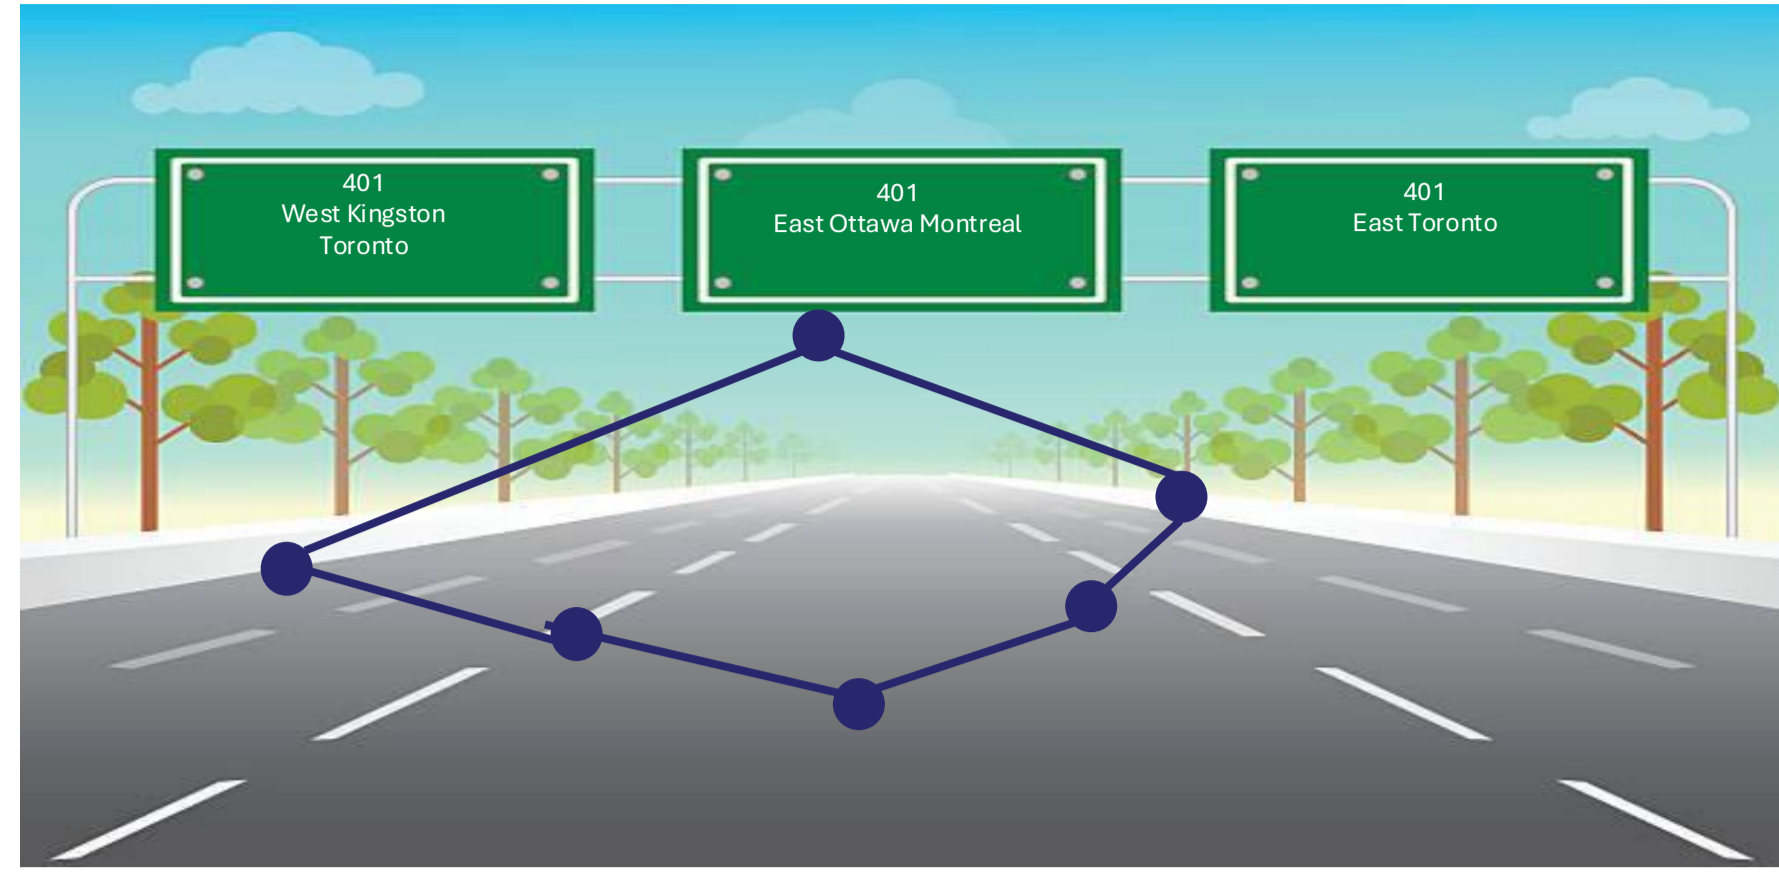 401
West Kingston
Toronto
401
East Ottawa Montreal
401
East Toronto